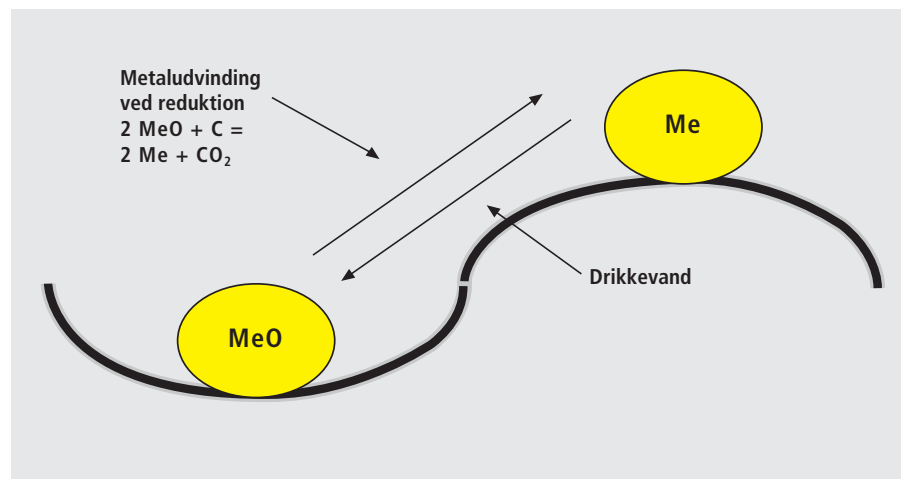 Metaludvinding
ved reduktion
2 MeO + C =
2 Me + CO₂
Me
Drikkevand
MeO